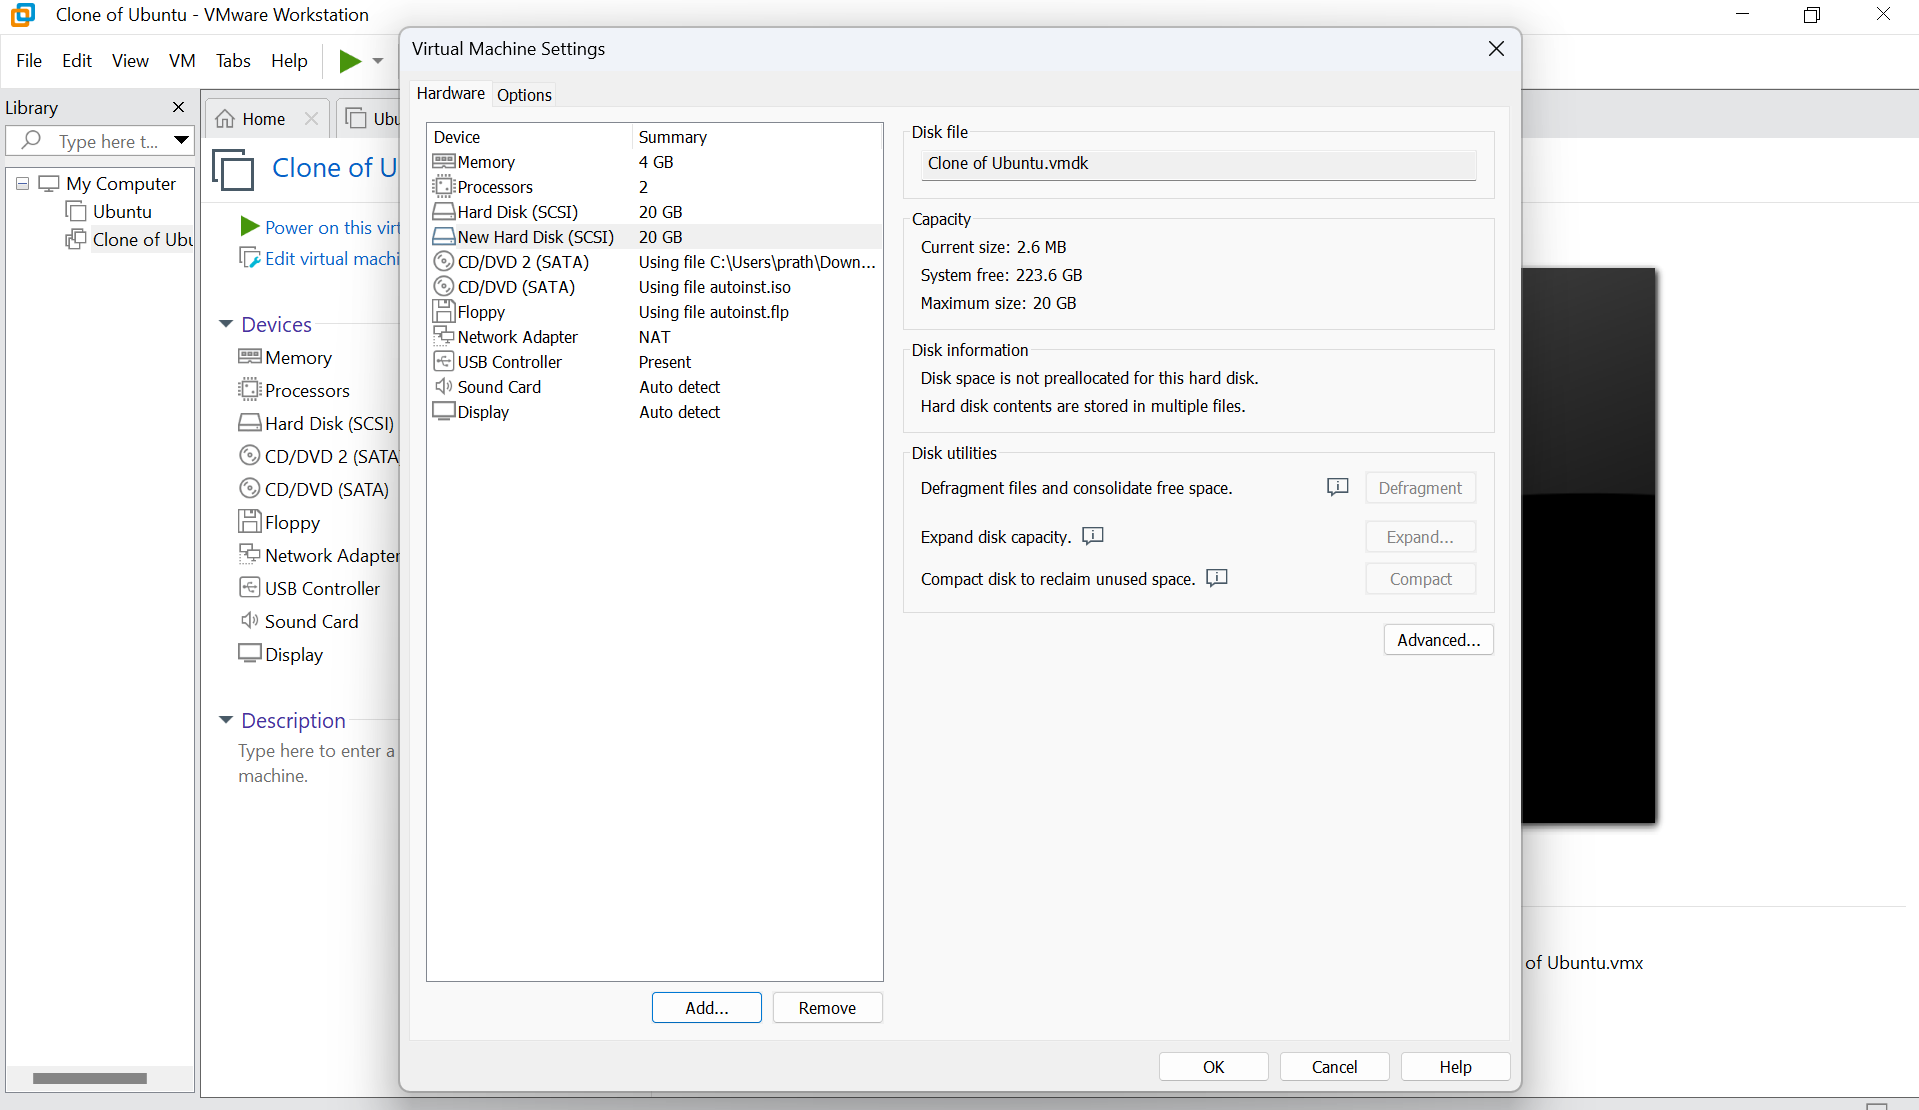 Clone of Ubuntu - VMware Workstation
File Edit View VM Tabs Help
Library
Type here t...
My Computer
Ubuntu
Clone of Ubu
Home
Ubu
Clone of U
Power on this virt
Edit virtual machi
Devices
Memory
Processors
Hard Disk (SCSI)
CD/DVD 2 (SATA
CD/DVD (SATA)
Floppy
Network Adapter
USB Controller
Sound Card
Display
Description
Type here to enter a
machine.
Virtual Machine Settings
Hardware Options
Device Summary
Memory 4 GB
Processors 2
Hard Disk (SCSI) 20 GB
New Hard Disk (SCSI) 20 GB
CD/DVD 2 (SATA) Using file C:\Users\prath\Down...
CD/DVD (SATA) Using file autoinst.iso
Floppy Using file autoinst.flp
Network Adapter NAT
USB Controller Present
Sound Card Auto detect
Display Auto detect
Add... Remove
Disk file
Clone of Ubuntu.vmdk
Capacity
Current size: 2.6 MB
System free: 223.6 GB
Maximum size: 20 GB
Disk information
Disk space is not preallocated for this hard disk.
Hard disk contents are stored in multiple files.
Disk utilities
Defragment files and consolidate free space. Defragment
Expand disk capacity. Expand...
Compact disk to reclaim unused space. Compact
Advanced...
OK Cancel Help
of Ubuntu.vmx